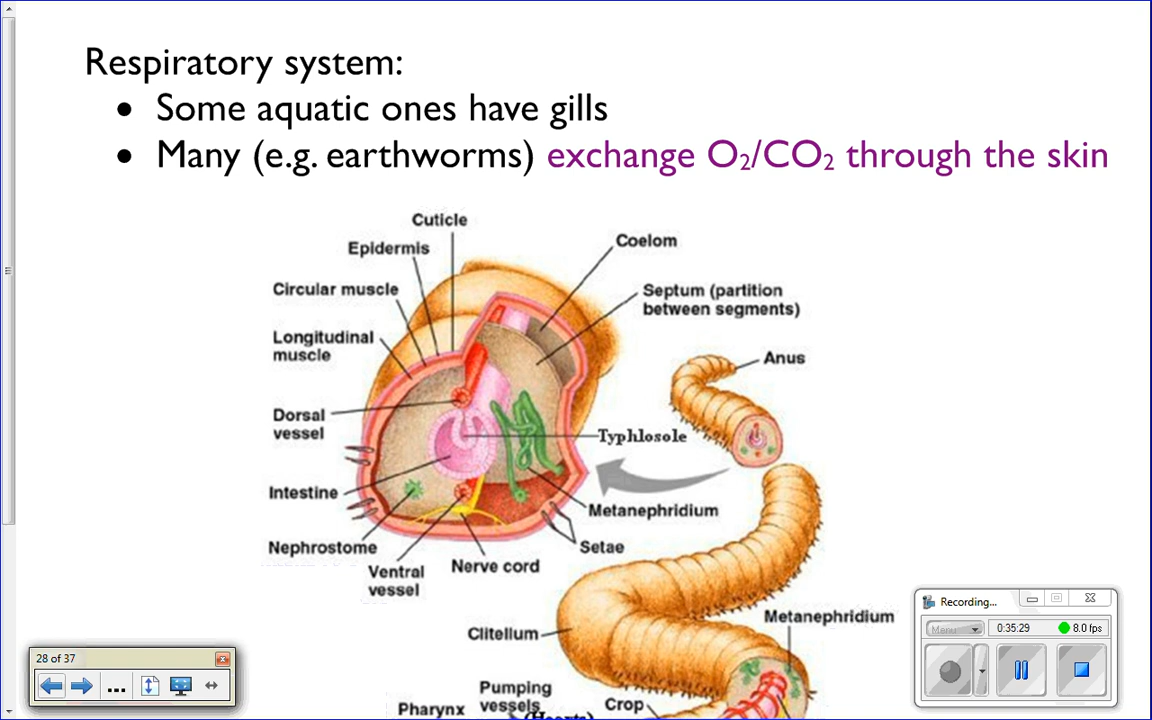 Respiratory system:
• Some aquatic ones have gills
• Many (e.g. earthworms) exchange O₂/CO₂ through the skin
Cuticle
Epidermis
Coelom
Circular muscle
Septum (partition
between segments)
Longitudinal
muscle
Anus
Dorsal
vessel
Typhlosole
Intestine
Metanephridium
Nephrostome
Setae
Ventral
vessel
Nerve cord
Clitellum
Metanephridium
Pumping
vessels
(Hearts)
Crop
Pharynx
28 of 37
Recording...
Menu
0:35:29
8.0 fps